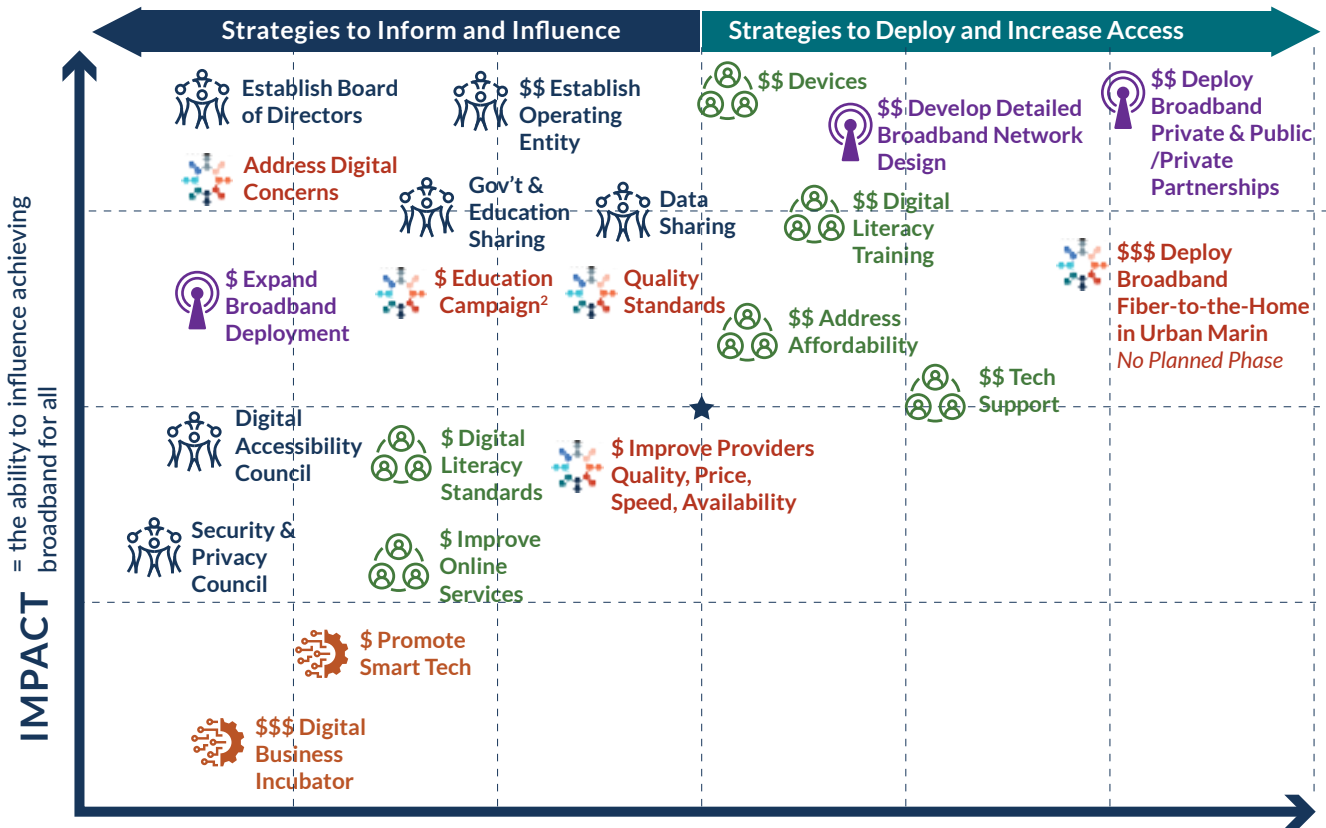 Strategies to Inform and Influence
Strategies to Deploy and Increase Access
Establish Board
of Directors
$$ Establish
Operating
Entity
$$ Devices
$$ Develop Detailed
Broadband Network
Design
$$ Deploy
Broadband
Private & Public
/Private
Partnerships
Address Digital
Concerns
Gov’t &
Education
Sharing
Data
Sharing
$$ Digital
Literacy
Training
$ Expand
Broadband
Deployment
$ Education
Campaign²
Quality
Standards
$$ Address
Affordability
$$$ Deploy
Broadband
Fiber-to-the-Home
in Urban Marin
No Planned Phase
$$ Tech
Support
Digital
Accessibility
Council
$ Digital
Literacy
Standards
$ Improve Providers
Quality, Price,
Speed, Availability
Security &
Privacy
Council
$ Improve
Online
Services
$ Promote
Smart Tech
$$$ Digital
Business
Incubator
IMPACT = the ability to influence achieving
broadband for all